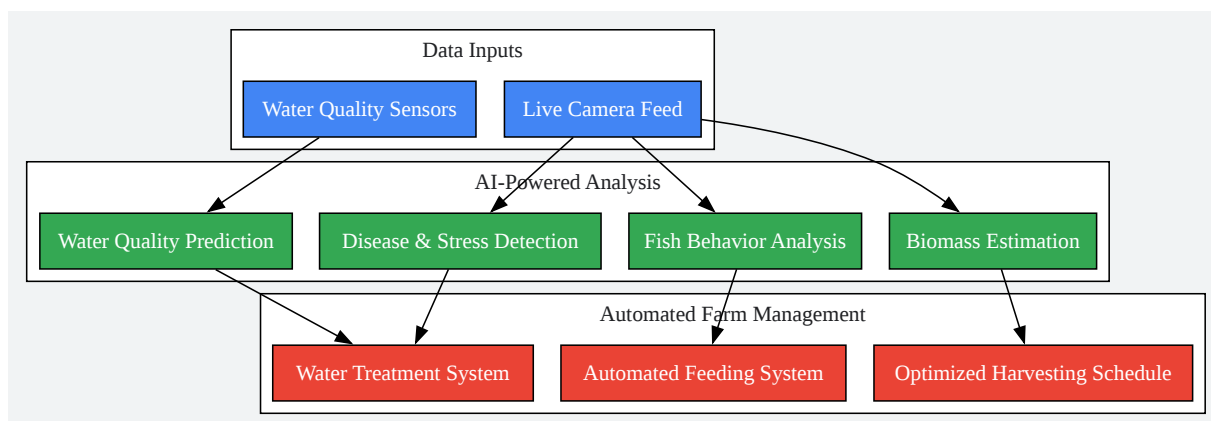 Data Inputs
Water Quality Sensors
Live Camera Feed
AI-Powered Analysis
Water Quality Prediction
Disease & Stress Detection
Fish Behavior Analysis
Biomass Estimation
Automated Farm Management
Water Treatment System
Automated Feeding System
Optimized Harvesting Schedule